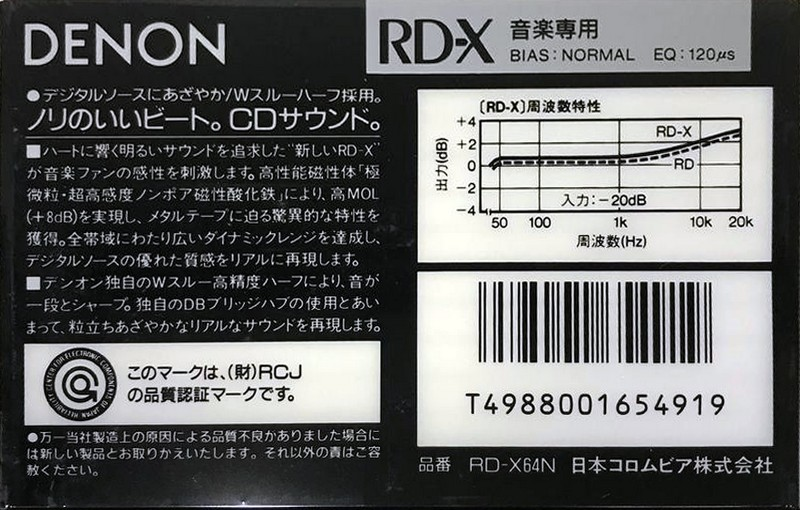 DENON
RD-X 音楽専用
BIAS: NORMAL EQ: 120μs
●デジタルソースにあざやか/Wスルーハーフ採用。
ノリのいいビート。CDサウンド。
■ハートに響く明るいサウンドを追求した"新しいRD-X"
が音楽ファンの感性を刺激します。高性能磁性体「極
微粒・超高感度ノンポア磁性酸化鉄」により、高MOL
(+8dB)を実現し、メタルテープに迫る驚異的な特性を
獲得。全帯域にわたり広いダイナミックレンジを達成し、
デジタルソースの優れた質感をリアルに再現します。
■デンオン独自のWスルー高精度ハーフにより、音が
一段とシャープ。独自のDBブリッジハブの使用とあい
まって、粒立ちあざやかなリアルなサウンドを再現します。
RELIABILITY CENTER FOR ELECTRONIC COMPONENTS OF JAPAN
このマークは、(財)RCJ
の品質認証マークです。
●万一当社製造上の原因による品質不良がありました場合に
は新しい製品とお取りかえいたします。それ以外の責はご容
赦ください。
〔RD-X〕周波数特性
出力(dB)
+4
+2
0
−2
−4
RD-X
RD
入力：−20dB
50 100 1k 10k 20k
周波数(Hz)
T4988001654919
品番 RD-X64N 日本コロムビア株式会社